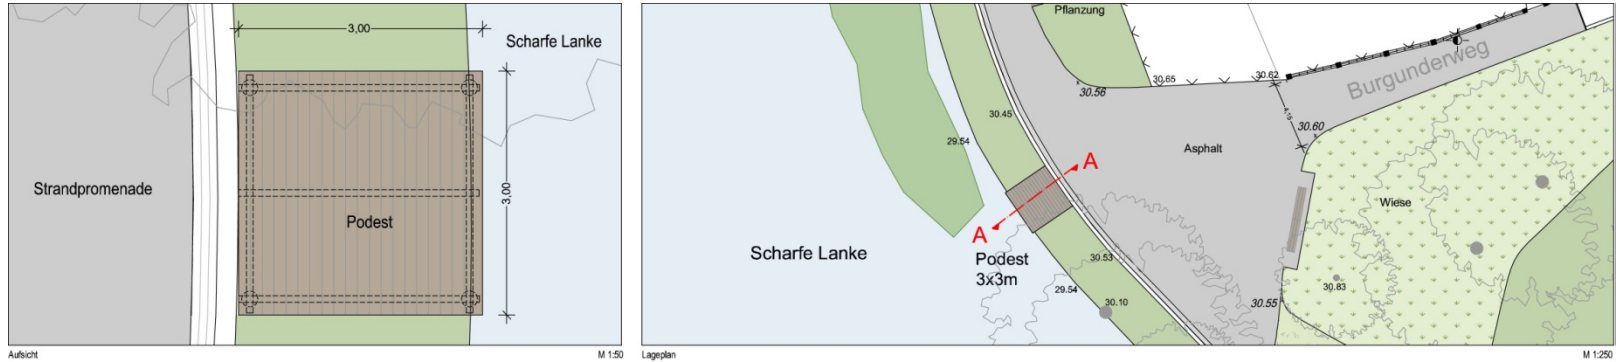 3,00
Scharfe Lanke
Strandpromenade
3,00
Podest
Aufsicht
M 1:50
Pflanzung
30.65
30.62
30.56
Burgunderweg
30.45
4,15
29.54
30.60
Asphalt
A
Wiese
A
Scharfe Lanke
Podest
3x3m
30.53
29.54
30.83
30.10
30.55
Lageplan
M 1:250